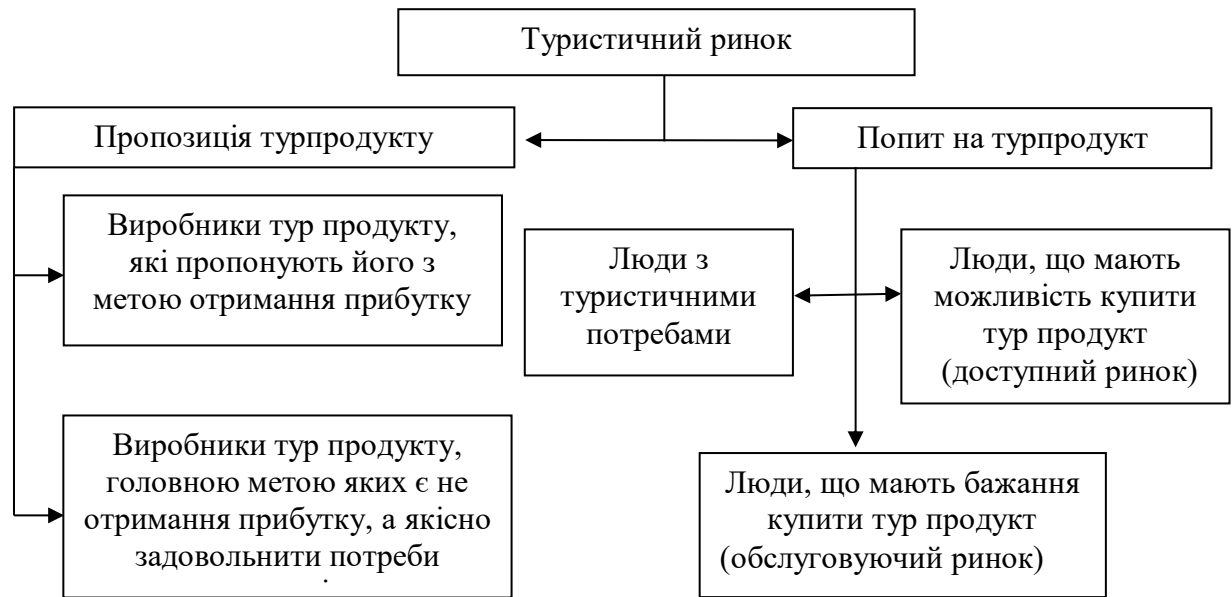 Туристичний ринок
Пропозиція турпродукту
Попит на турпродукт
Виробники тур продукту,
які пропонують його з
метою отримання прибутку
Люди з
туристичними
потребами
Люди, що мають
можливість купити
тур продукт
(доступний ринок)
Виробники тур продукту,
головною метою яких є не
отримання прибутку, а якісно
задовольнити потреби
Люди, що мають бажання
купити тур продукт
(обслуговуючий ринок)